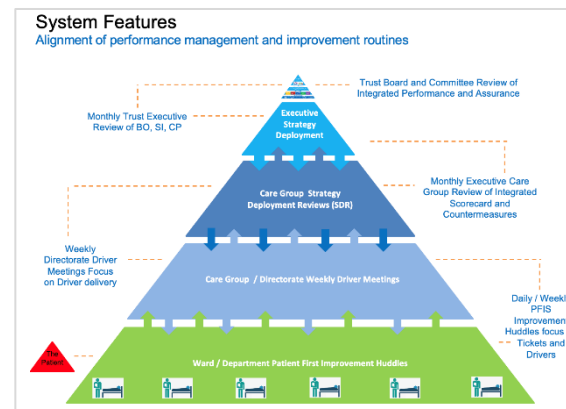 System Features
Alignment of performance management and improvement routines
Trust Board and Committee Review of
Integrated Performance and Assurance
Monthly Trust Executive
Review of BO, SI, CP
Executive
Strategy
Deployment
Monthly Executive Care
Group Review of Integrated
Scorecard and
Countermeasures
Care Group Strategy
Deployment Reviews (SDR)
Weekly
Directorate Driver
Meetings Focus
on Driver delivery
Care Group / Directorate Weekly Driver Meetings
Daily / Weekl
PFIS
Improvemen
Huddles focus
Tickets and
Drivers
The
Patient
Ward / Department Patient First Improvement Huddles